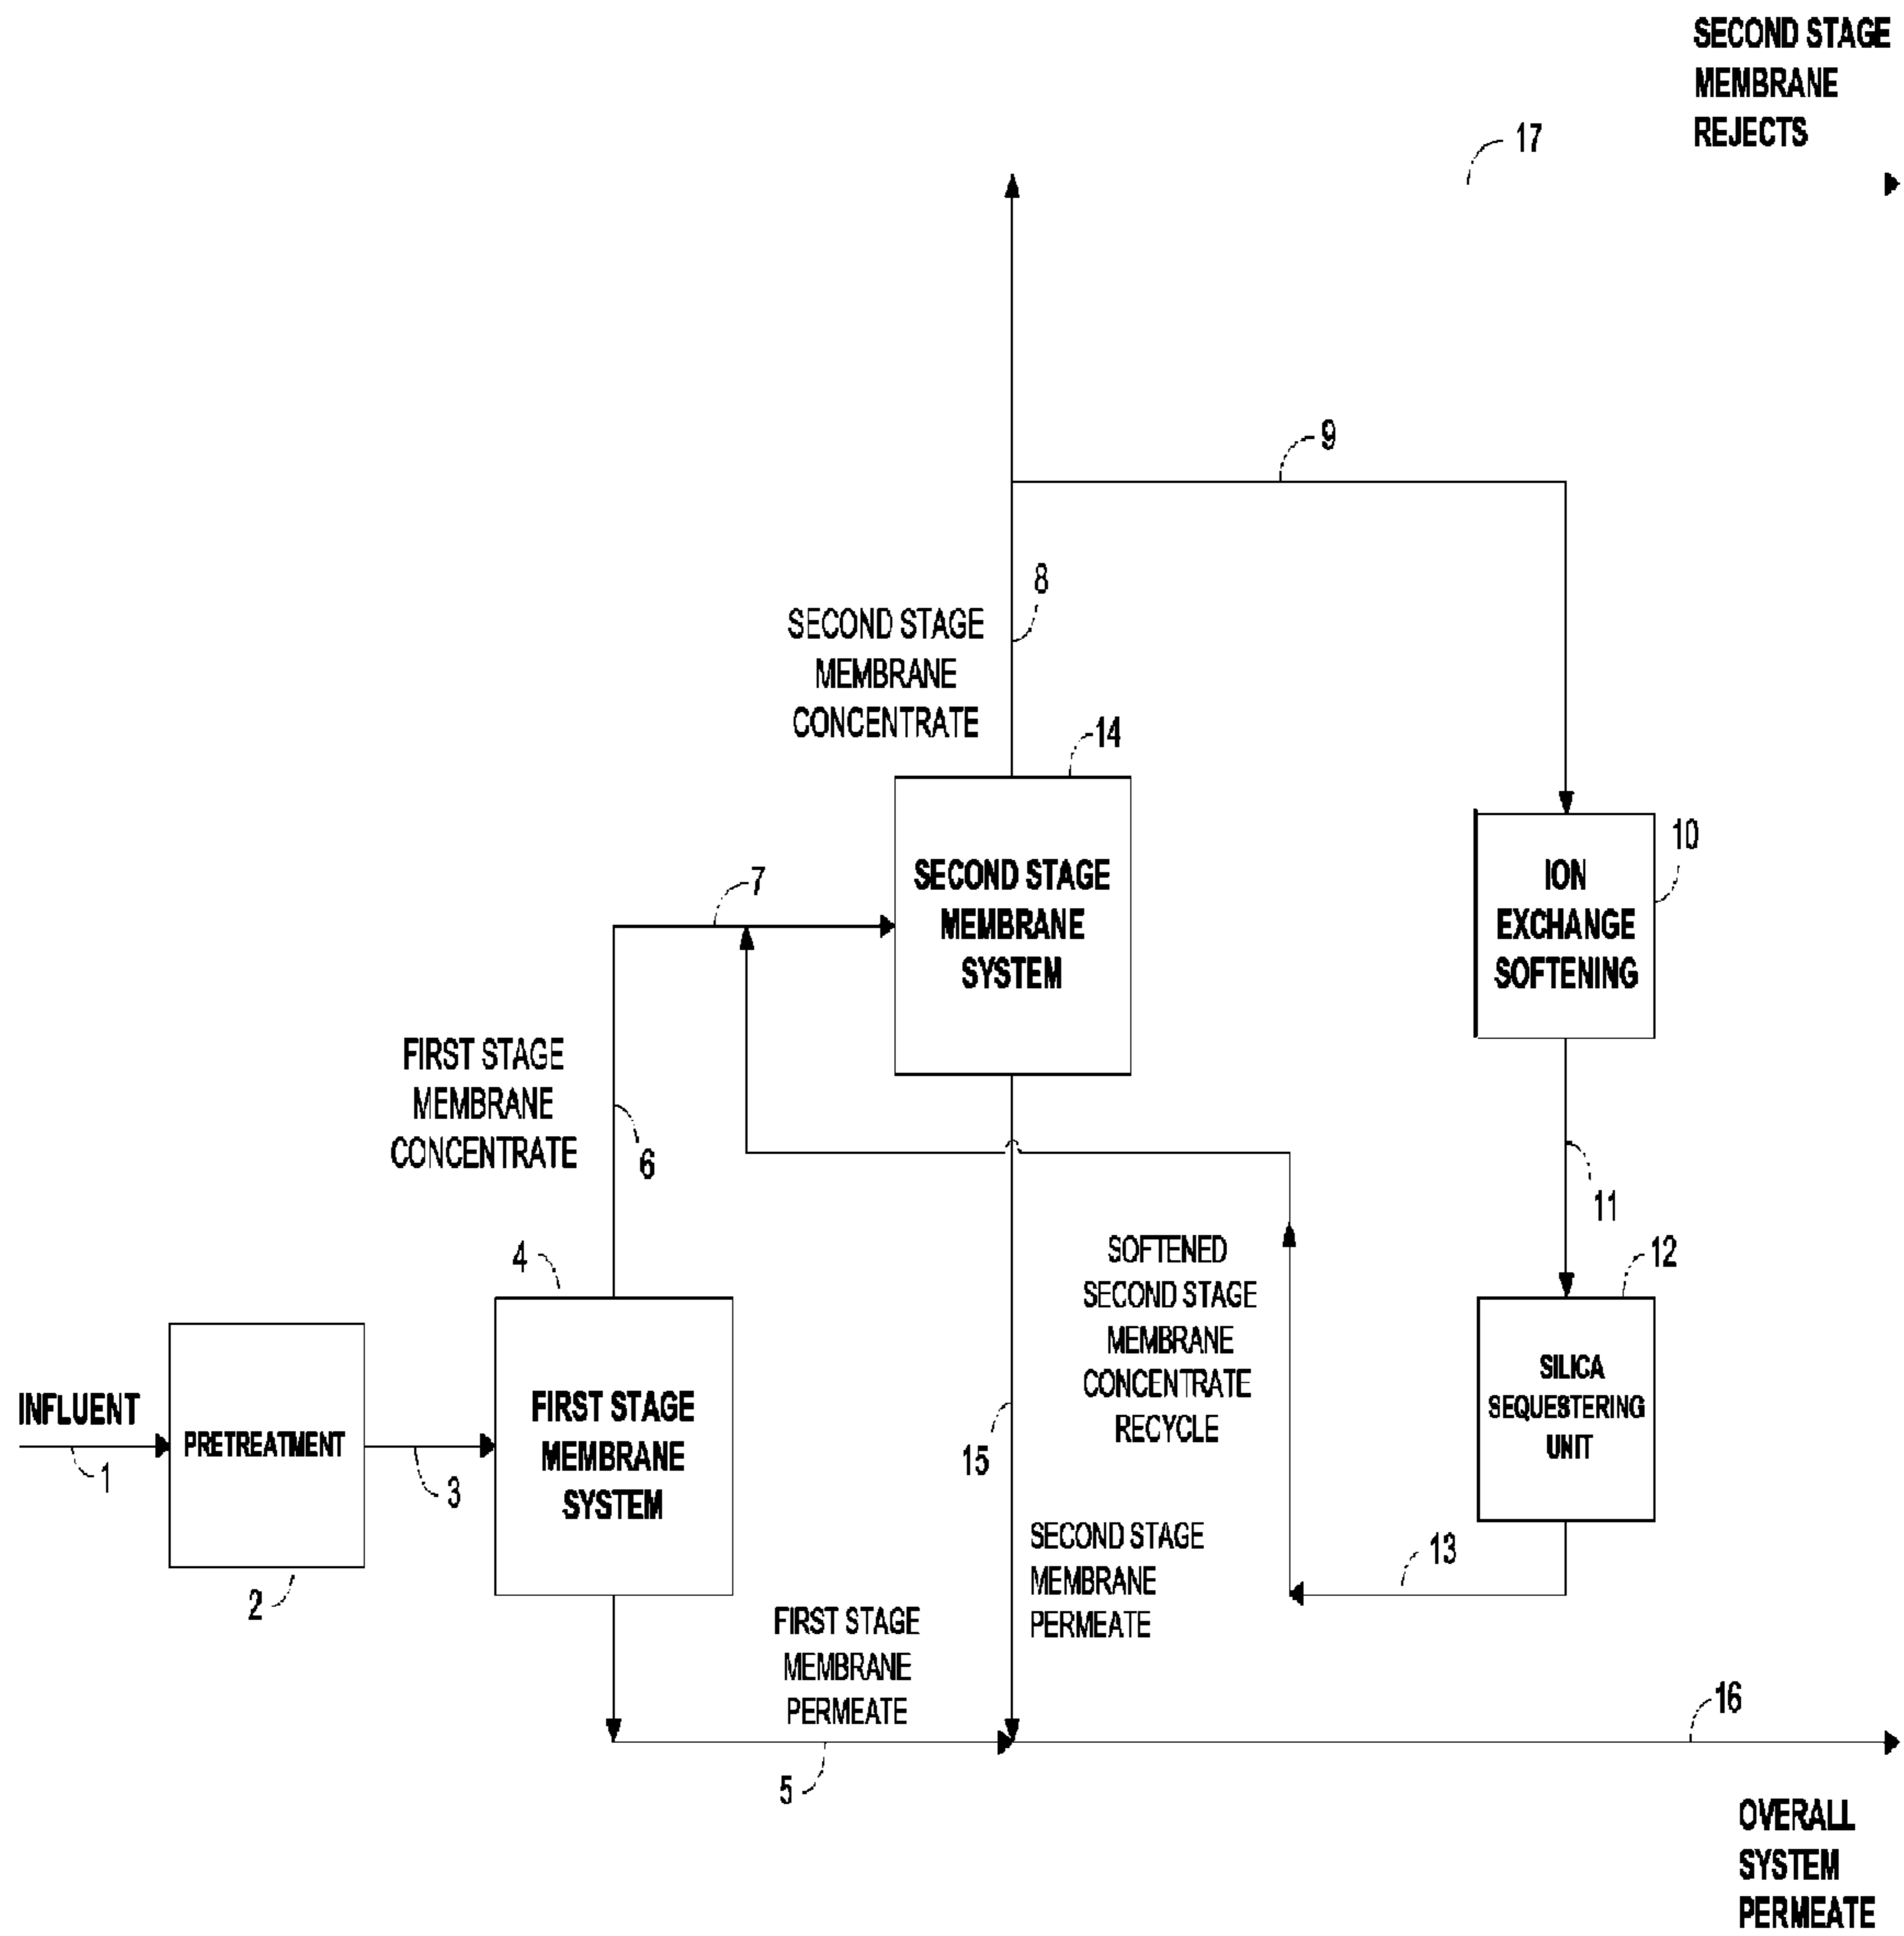 SECOND STAGE
MEMBRANE
REJECTS
17
9
8
SECOND STAGE
MEMBRANE
CONCENTRATE
14
SECOND STAGE
MEMBRANE
SYSTEM
10
ION
EXCHANGE
SOFTENING
7
FIRST STAGE
MEMBRANE
CONCENTRATE
6
11
4
12
SOFTENED
SECOND STAGE
MEMBRANE
CONCENTRATE
RECYCLE
SILICA
SEQUESTERING
UNIT
INFLUENT
1
PRETREATMENT
2
3
FIRST STAGE
MEMBRANE
SYSTEM
15
13
SECOND STAGE
MEMBRANE
PERMEATE
FIRST STAGE
MEMBRANE
PERMEATE
5
16
OVERALL
SYSTEM
PERMEATE